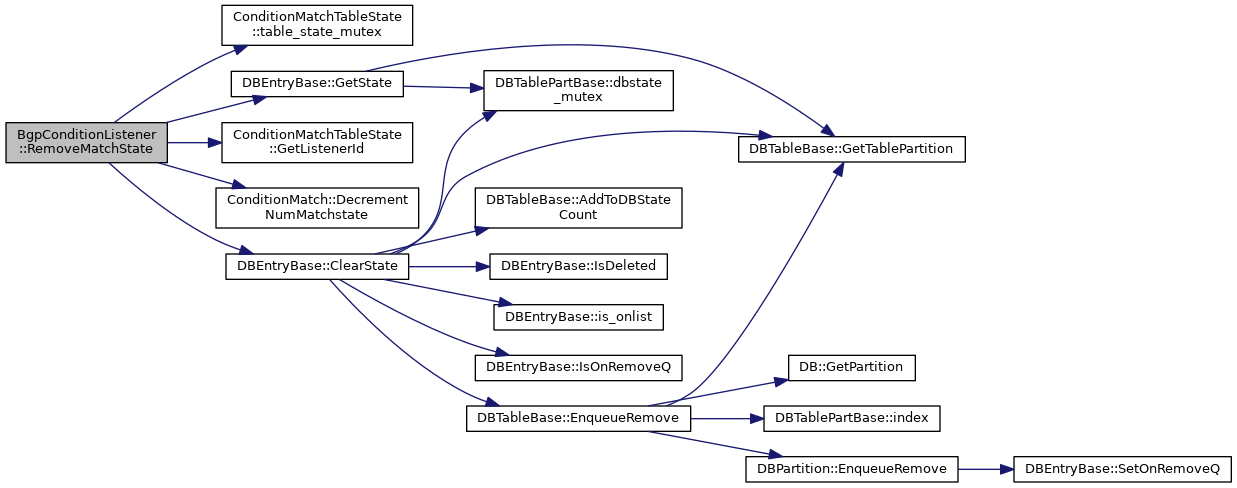 BgpConditionListener
::RemoveMatchState
ConditionMatchTableState
::table_state_mutex
DBEntryBase::GetState
ConditionMatchTableState
::GetListenerId
ConditionMatch::Decrement
NumMatchstate
DBEntryBase::ClearState
DBTablePartBase::dbstate
_mutex
DBTableBase::GetTablePartition
DBTableBase::AddToDBState
Count
DBEntryBase::IsDeleted
DBEntryBase::is_onlist
DBEntryBase::IsOnRemoveQ
DBTableBase::EnqueueRemove
DB::GetPartition
DBTablePartBase::index
DBPartition::EnqueueRemove
DBEntryBase::SetOnRemoveQ